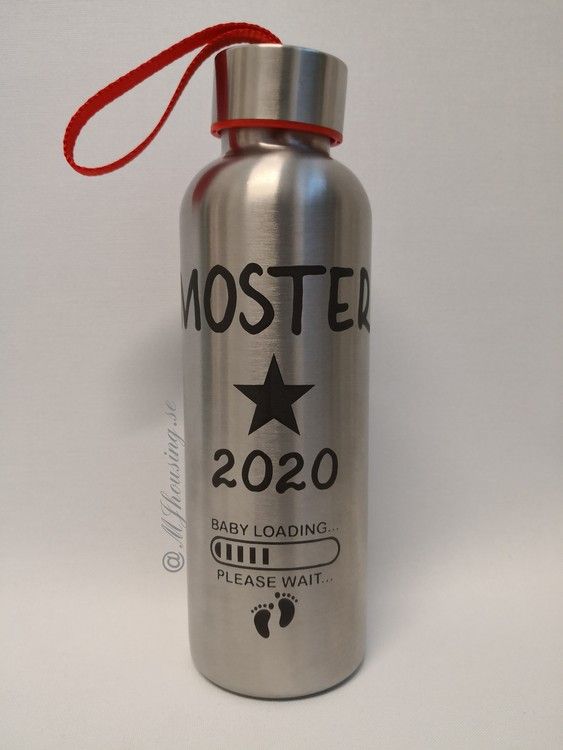 MOSTER
2020
BABY LOADING...
PLEASE WAIT...
@MJhousing.se